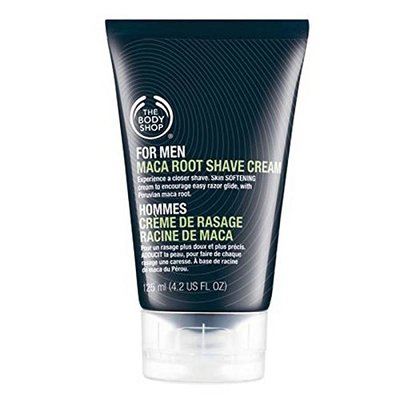 THE
BODY
SHOP
®
FOR MEN
MACA ROOT SHAVE CREAM
Experience a closer shave. Skin SOFTENING
cream to encourage easy razor glide, with
Peruvian maca root.
HOMMES
CRÈME DE RASAGE
RACINE DE MACA
Pour un rasage plus doux et plus précis.
ADOUCIT la peau, pour faire de chaque
rasage une caresse. À base de racine
de maca du Pérou.
125 ml (4.2 US FL OZ)